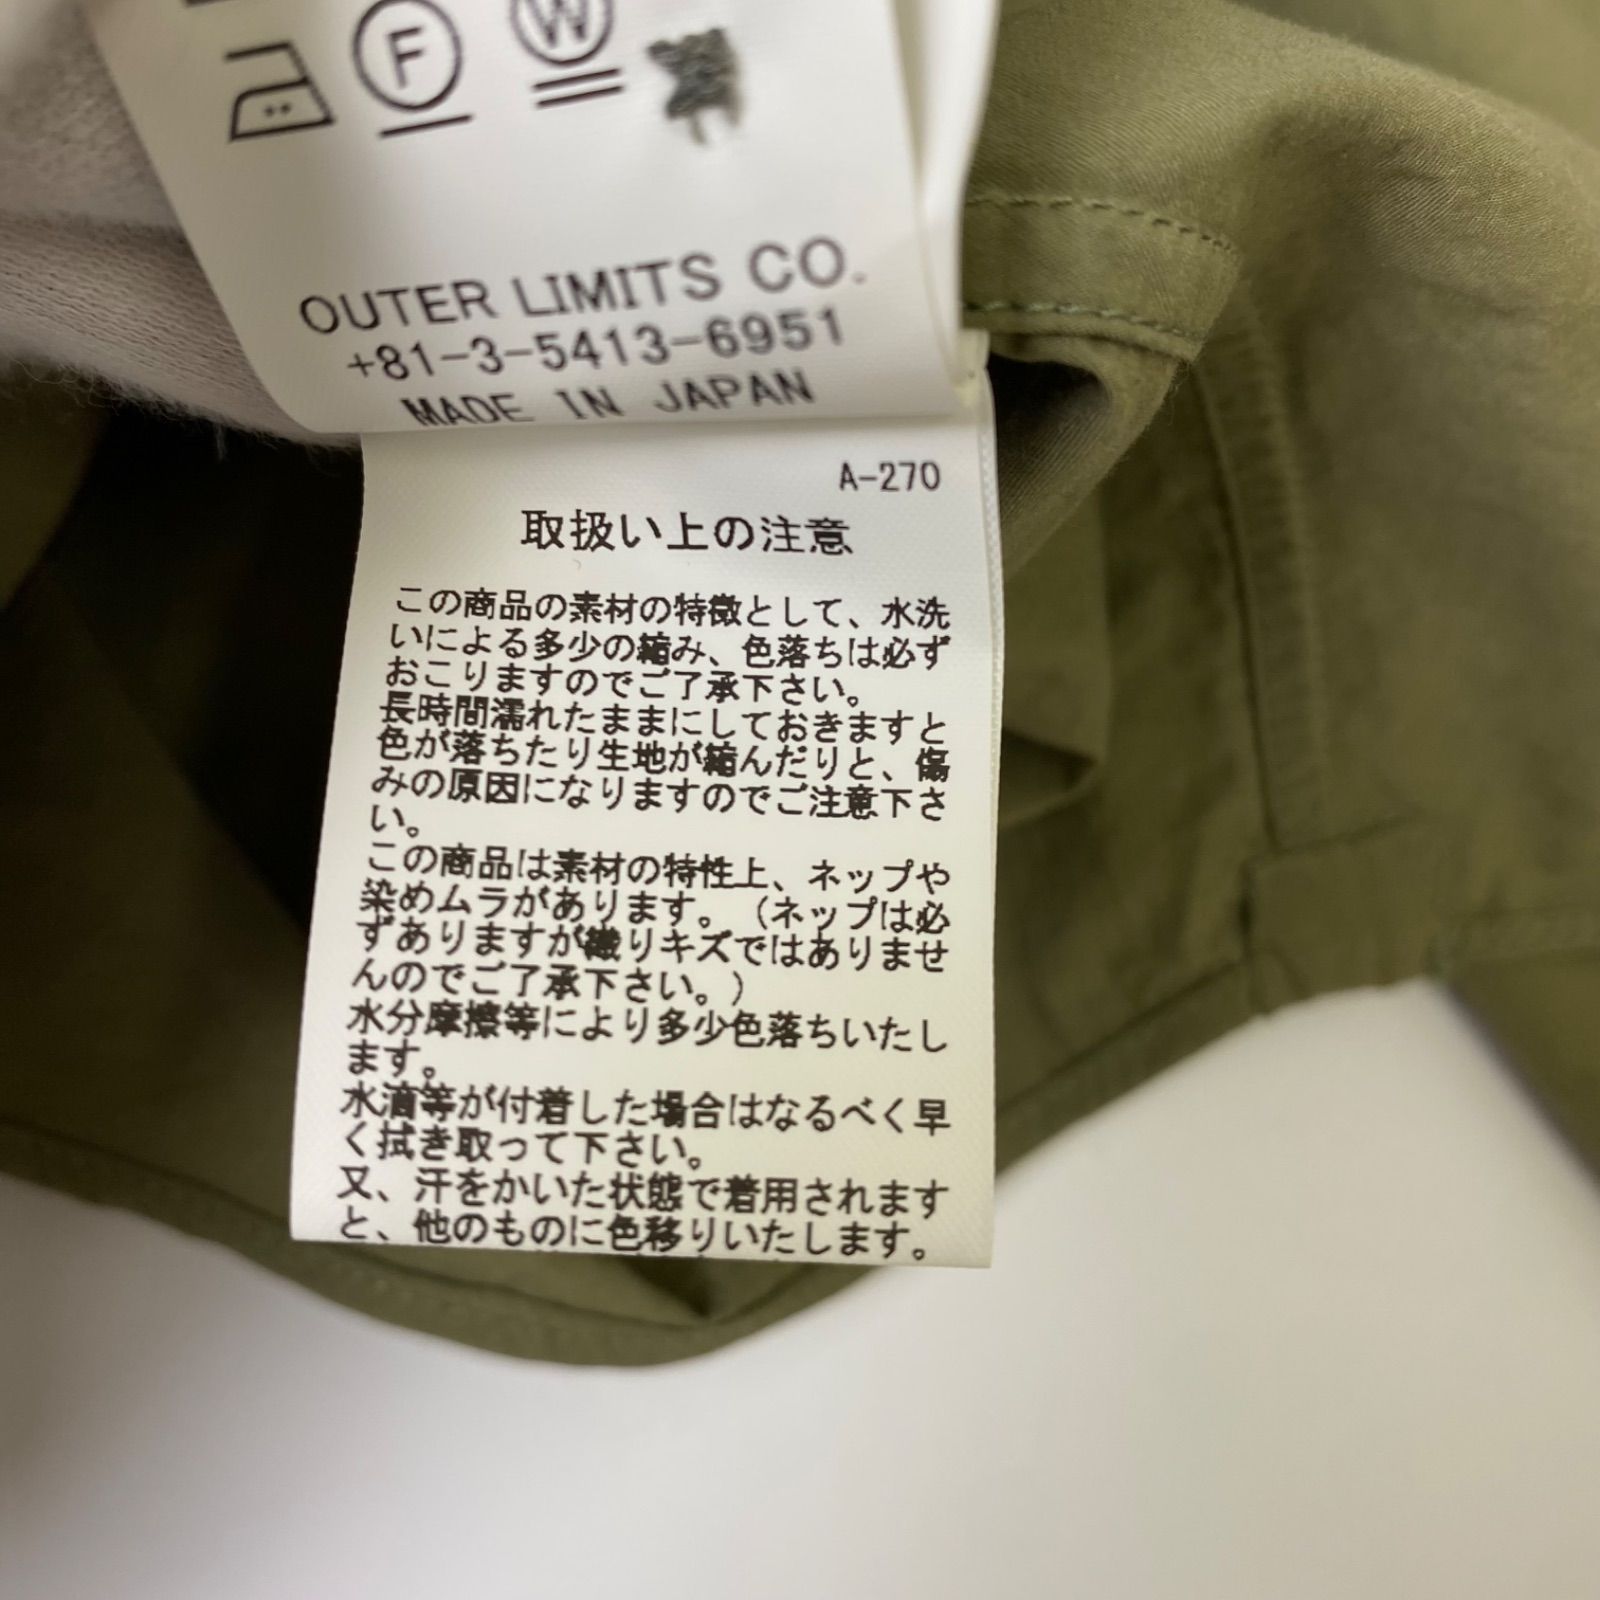 F
W
OUTER LIMITS CO.
+81-3-5413-6951
MADE IN JAPAN
A-270
取扱い上の注意
この商品の素材の特徴として、水洗
いによる多少の縮み、色落ちは必ず
おこりますのでご了承下さい。
長時間濡れたままにしておきますと
色が落ちたり生地が縮んだりと、傷
みの原因になりますのでご注意下さ
い。
この商品は素材の特性上、ネップや
染めムラがあります。（ネップは必
ずありますが織りキズではありませ
んのでご了承下さい。）
水分摩擦等により多少色落ちいたし
ます。
水滴等が付着した場合はなるべく早
く拭き取って下さい。
又、汗をかいた状態で着用されます
と、他のものに色移りいたします。